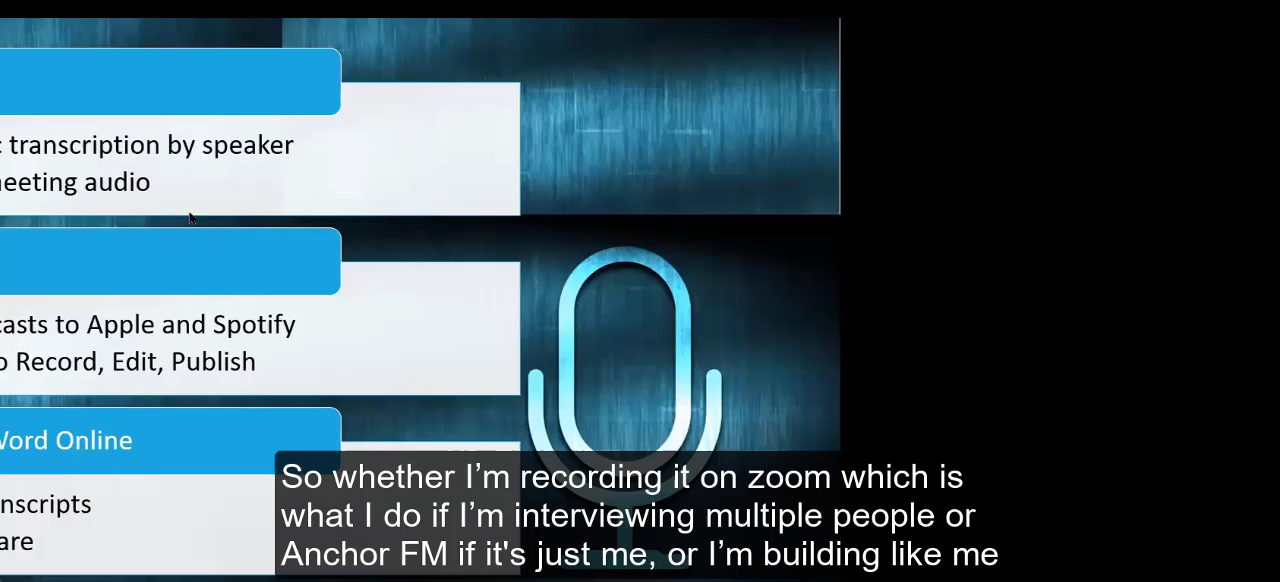 transcription by speaker
meeting audio
casts to Apple and Spotify
o Record, Edit, Publish
Word Online
nscripts
are
So whether I’m recording it on zoom which is
what I do if I’m interviewing multiple people or
Anchor FM if it's just me, or I’m building like me